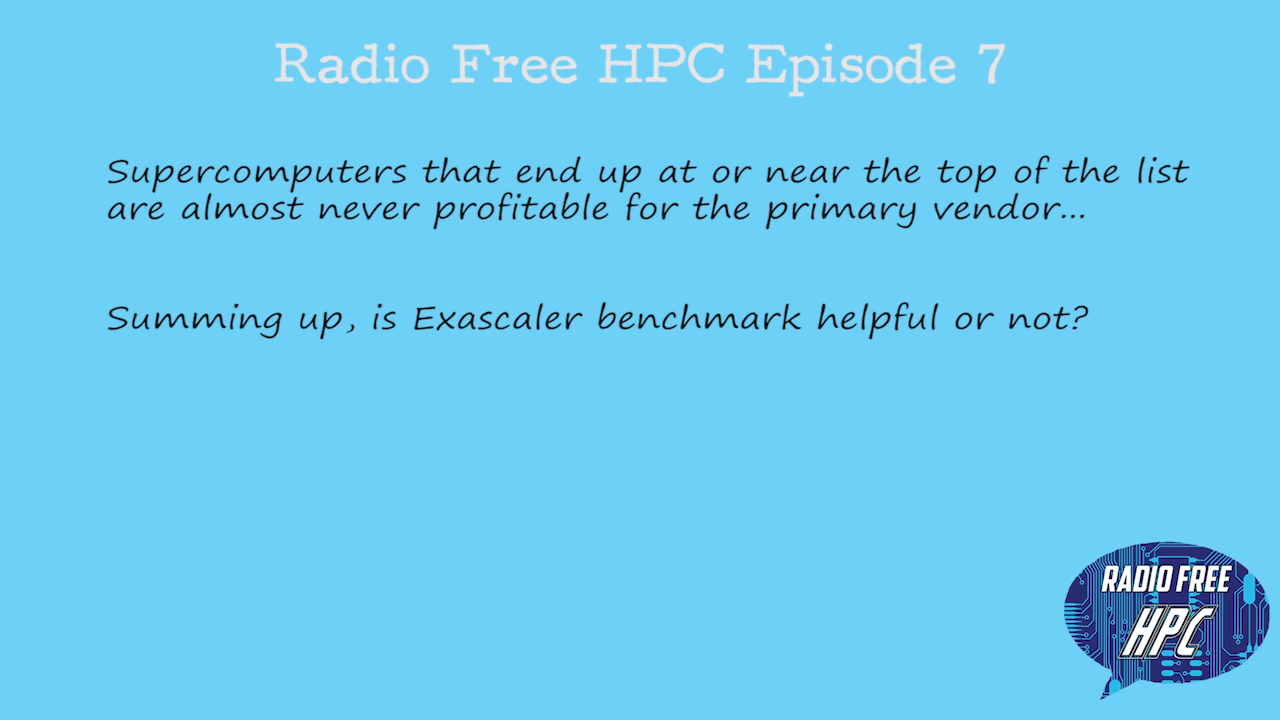 Radio Free HPC Episode 7
Supercomputers that end up at or near the top of the list
are almost never profitable for the primary vendor...
Summing up, is Exascaler benchmark helpful or not?
RADIO FREE
HPC